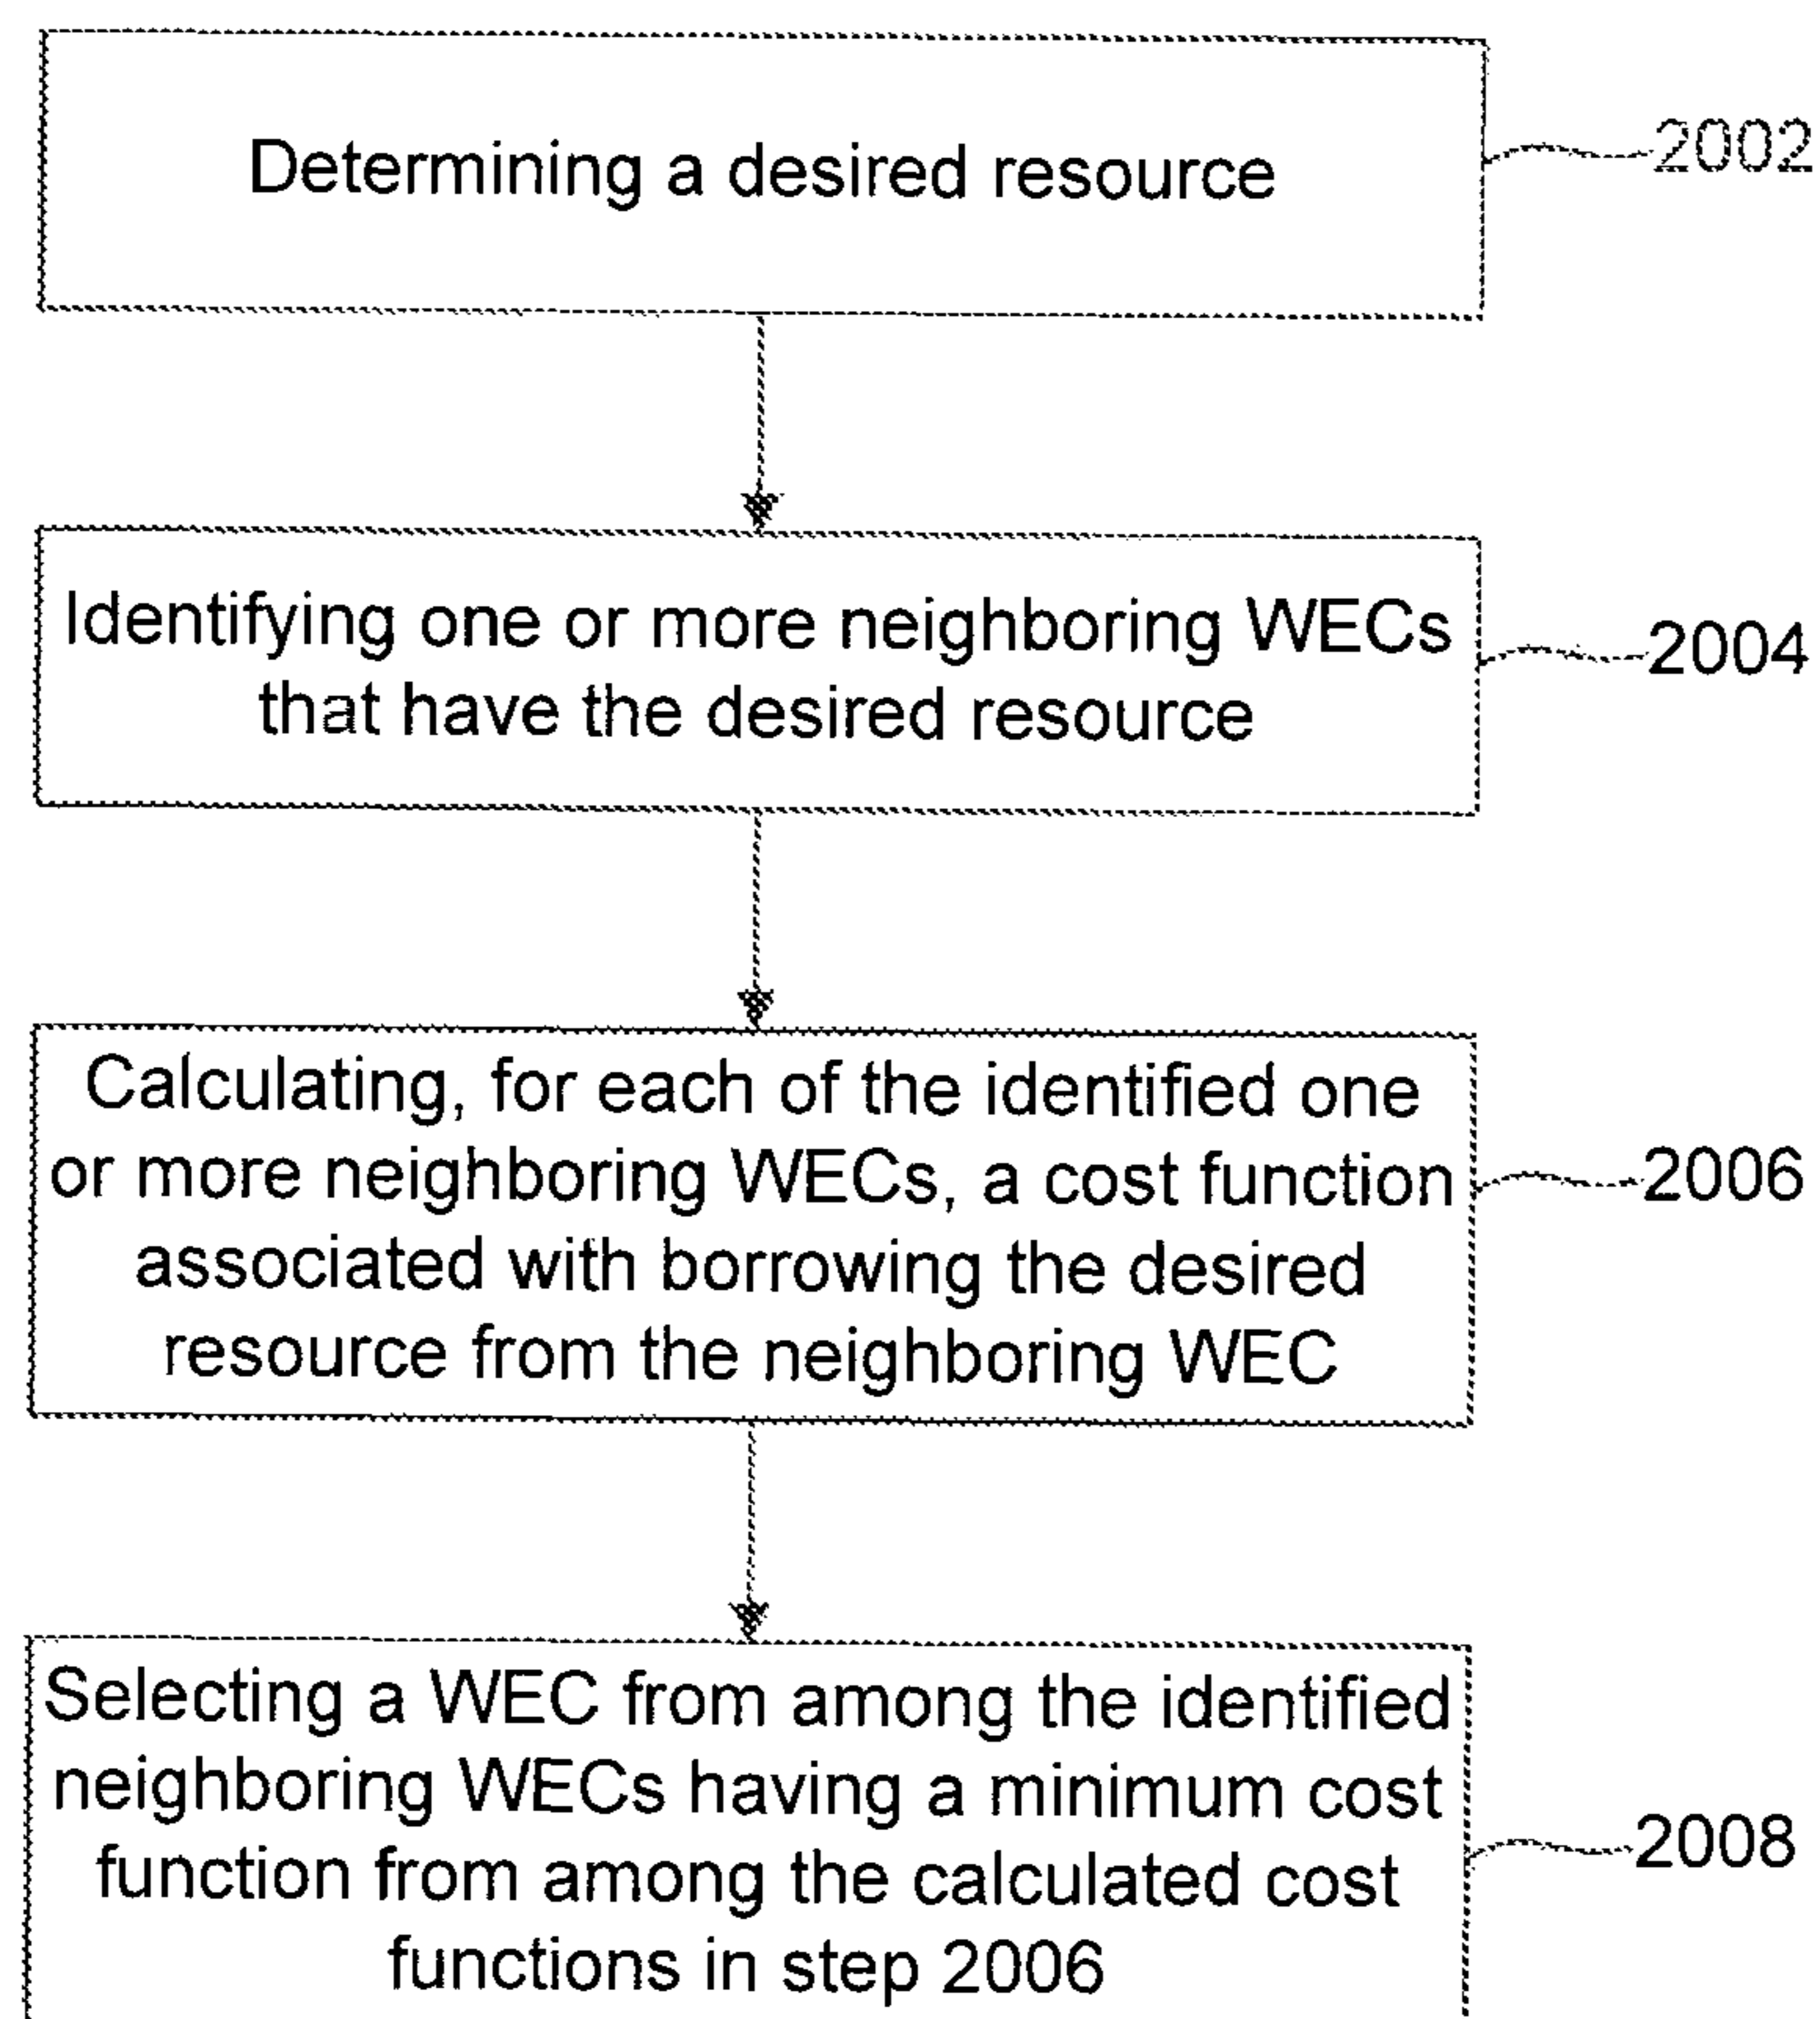 Determining a desired resource
2002
Identifying one or more neighboring WECs
that have the desired resource
2004
Calculating, for each of the identified one
or more neighboring WECs, a cost function
associated with borrowing the desired
resource from the neighboring WEC
2006
Selecting a WEC from among the identified
neighboring WECs having a minimum cost
function from among the calculated cost
functions in step 2006
2008